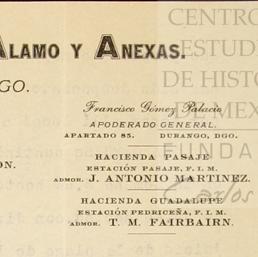 CENTRO
ALAMO Y ANEXAS.
ESTUDI
GO.
DE HISTO
Francisco Gómez Palacio
DE MEX
APODERADO GENERAL.
APARTADO 85. DURANGO, DGO.
FUNDA
HACIENDA PASAJE
ESTACIÓN PASAJE, F. I. M.
ON.
ADMOR. J. ANTONIO MARTINEZ.
Carlos
HACIENDA GUADALUPE
ESTACIÓN PEDRICEÑA, F. I. M.
ADMOR. T. M. FAIRBAIRN.